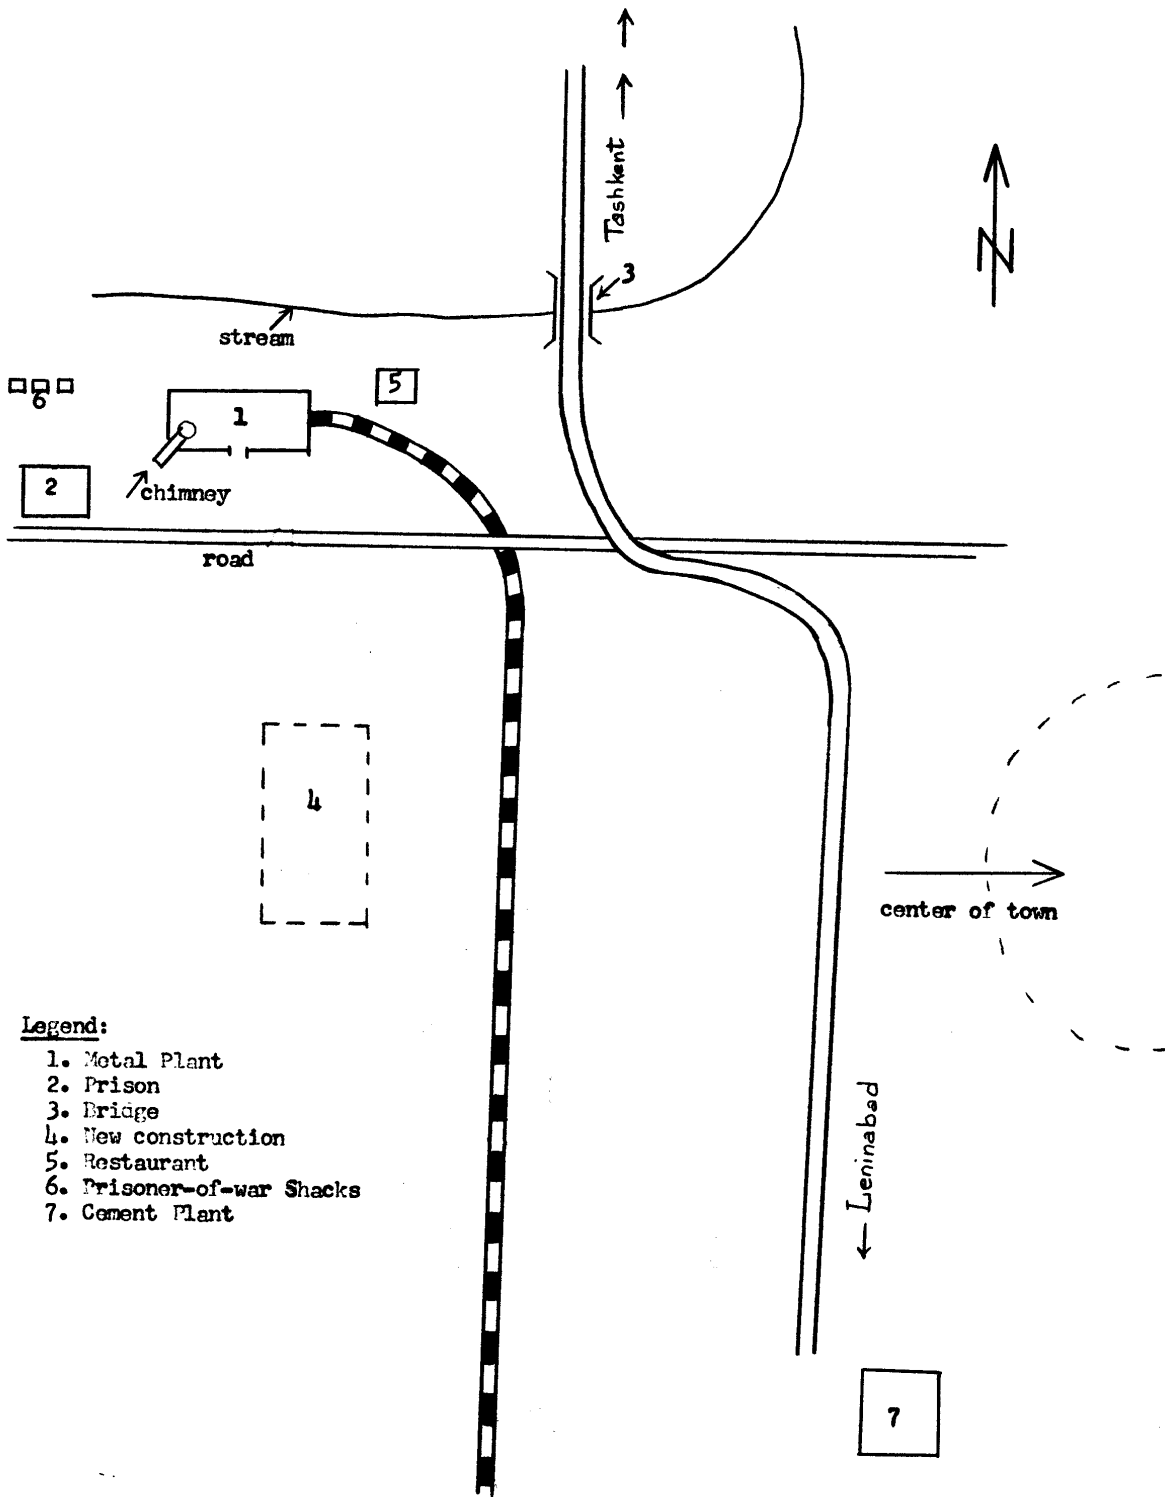 Tashkent
N
3
stream
5
6
1
2
chimney
road
4
center of town
Legend:
1. Metal Plant
2. Prison
3. Bridge
4. New construction
5. Restaurant
6. Prisoner-of-war Shacks
7. Cement Plant
Leninabad
7